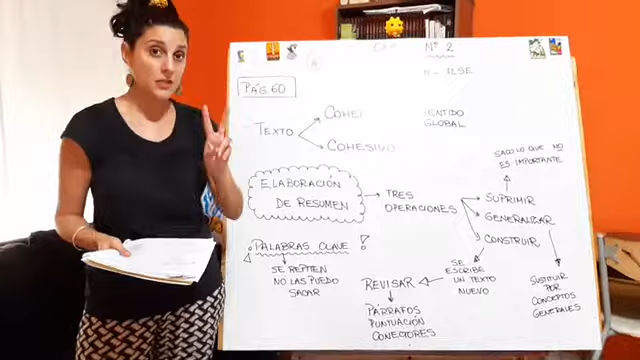 Nº 2
PÁG.60
TEXTO
COHE
SENTIDO
GLOBAL
COHESIVO
SACO LO QUE NO
ES IMPORTANTE
ELABORACIÓN
DE RESUMEN
TRES
OPERACIONES
SUPRIMIR
GENERALIZAR
CONSTRUIR
¡PALABRAS CLAVE!
SE REPITEN
NO LAS PUEDO
SACAR
SE
ESCRIBE
UN TEXTO
NUEVO
REVISAR
PÁRRAFOS
PUNTUACIÓN
CONECTORES
SUSTITUIR
POR
CONCEPTOS
GENERALES